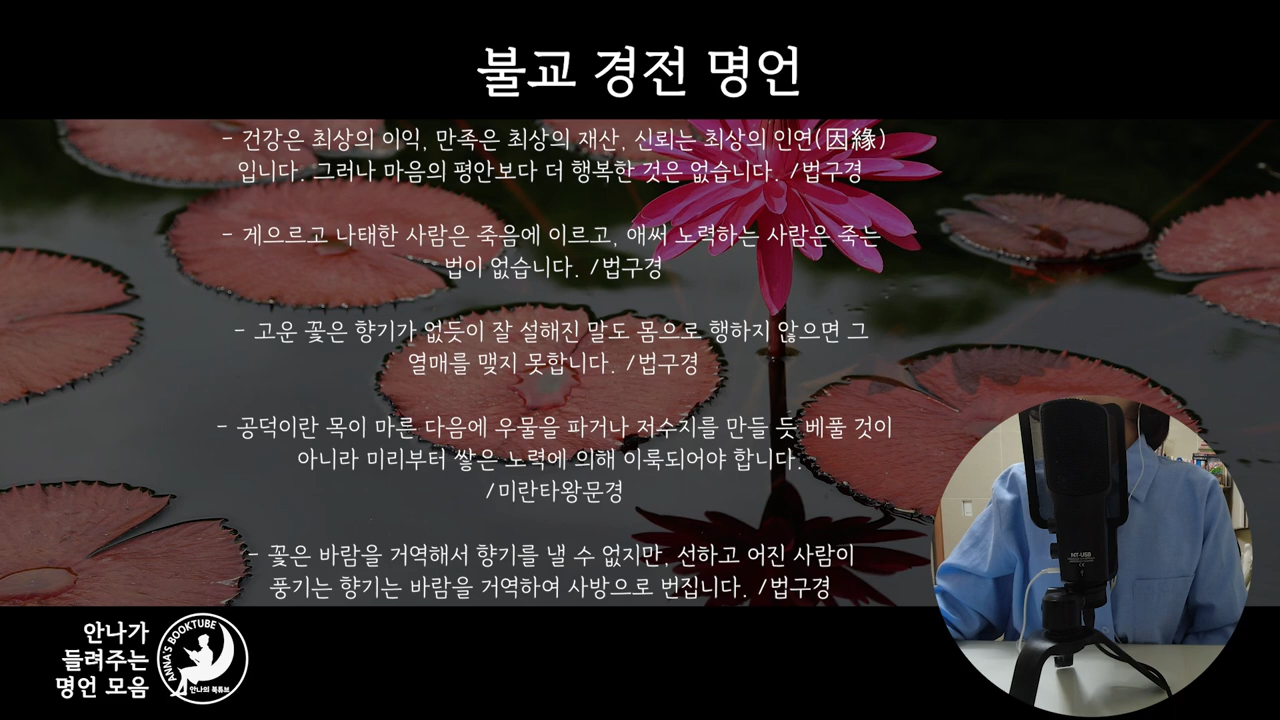 불교 경전 명언
- 건강은 최상의 이익, 만족은 최상의 재산, 신뢰는 최상의 인연(因緣)
입니다. 그러나 마음의 평안보다 더 행복한 것은 없습니다. /법구경
- 게으르고 나태한 사람은 죽음에 이르고, 애써 노력하는 사람은 죽는
법이 없습니다. /법구경
- 고운 꽃은 향기가 없듯이 잘 설해진 말도 몸으로 행하지 않으면 그
열매를 맺지 못합니다. /법구경
- 공덕이란 목이 마른 다음에 우물을 파거나 저수지를 만들 듯 베풀 것이
아니라 미리부터 쌓은 노력에 의해 이룩되어야 합니다.
/미란타왕문경
- 꽃은 바람을 거역해서 향기를 낼 수 없지만, 선하고 어진 사람이
풍기는 향기는 바람을 거역하여 사방으로 번집니다. /법구경
안나가
들려주는
명언 모음
ANNA'S BOOKTUBE
안나의 북튜브
NT-USB